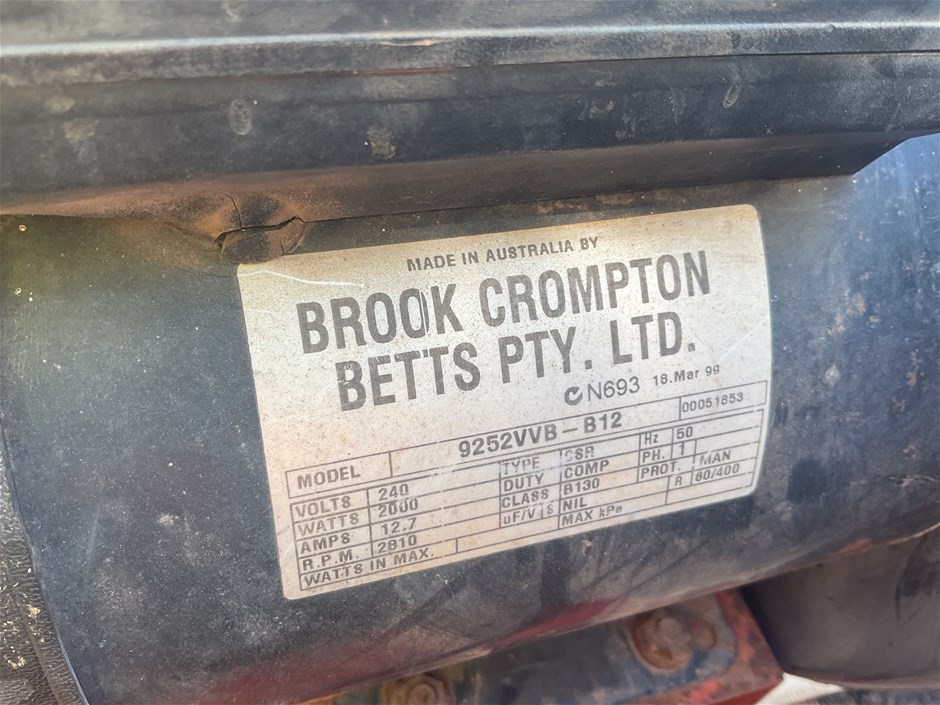 MADE IN AUSTRALIA BY
BROOK CROMPTON
BETTS PTY. LTD.
N693 18.Mar 99
MODEL 9252VVB-B12 00051653
VOLTS 240 TYPE CSR Hz 50
WATTS 2000 DUTY COMP PH. 1
AMPS 12.7 CLASS B130 PROT. MAN
R.P.M. 2810 uF/V S NIL R 80/400
WATTS IN MAX. MAX kPa